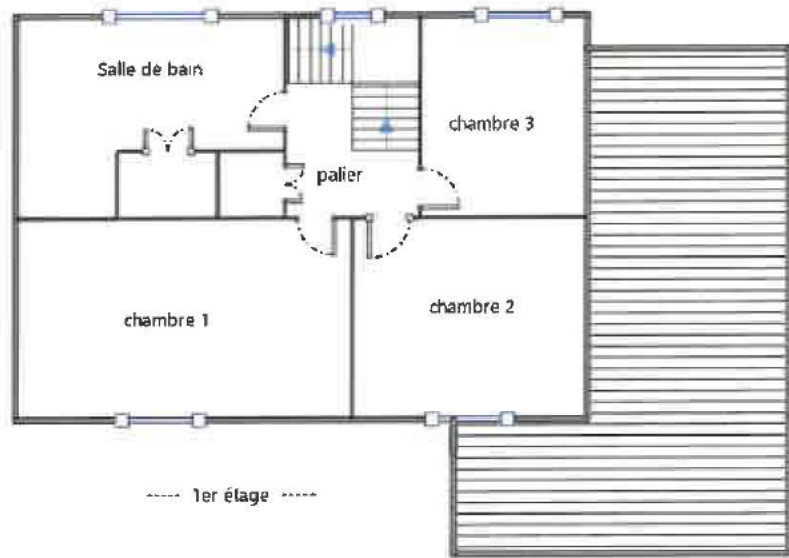 Salle de bain
chambre 3
palier
chambre 1
chambre 2
1er étage